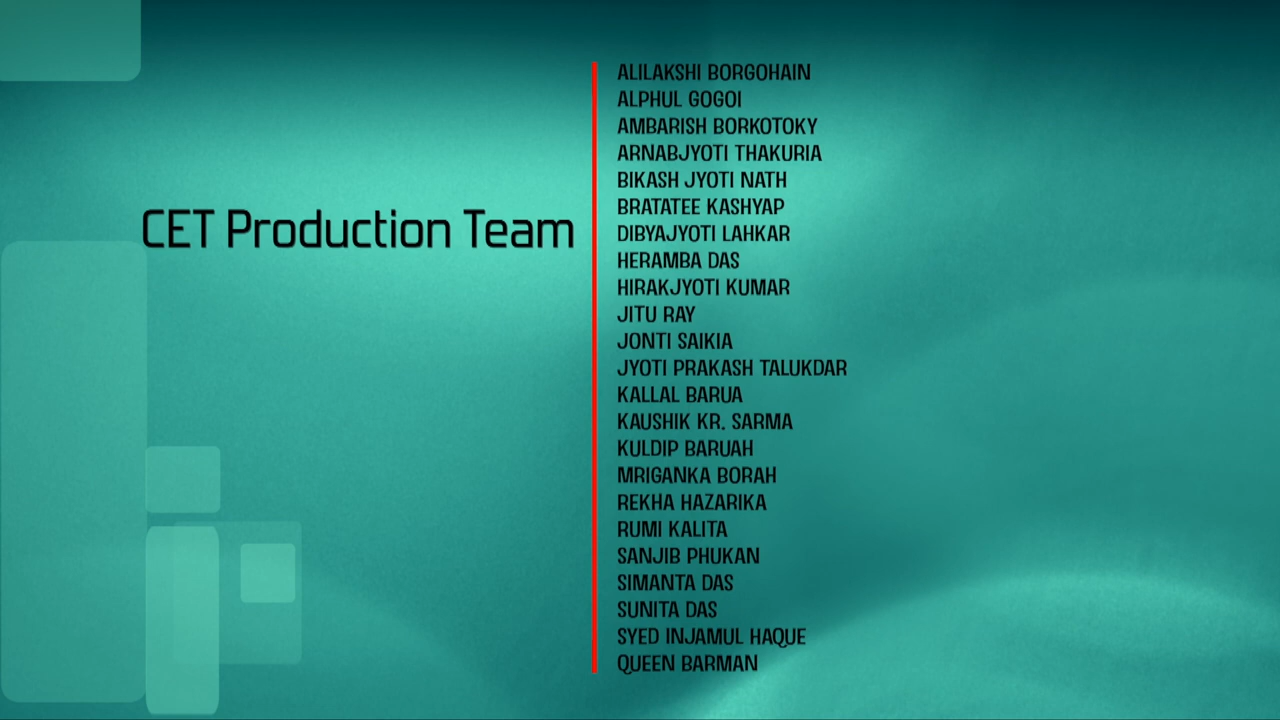 CET Production Team
ALILAKSHI BORGOHAIN
ALPHUL GOGOI
AMBARISH BORKOTOKY
ARNABJYOTI THAKURIA
BIKASH JYOTI NATH
BRATATEE KASHYAP
DIBYAJYOTI LAHKAR
HERAMBA DAS
HIRAKJYOTI KUMAR
JITU RAY
JONTI SAIKIA
JYOTI PRAKASH TALUKDAR
KALLAL BARUA
KAUSHIK KR. SARMA
KULDIP BARUAH
MRIGANKA BORAH
REKHA HAZARIKA
RUMI KALITA
SANJIB PHUKAN
SIMANTA DAS
SUNITA DAS
SYED INJAMUL HAQUE
QUEEN BARMAN